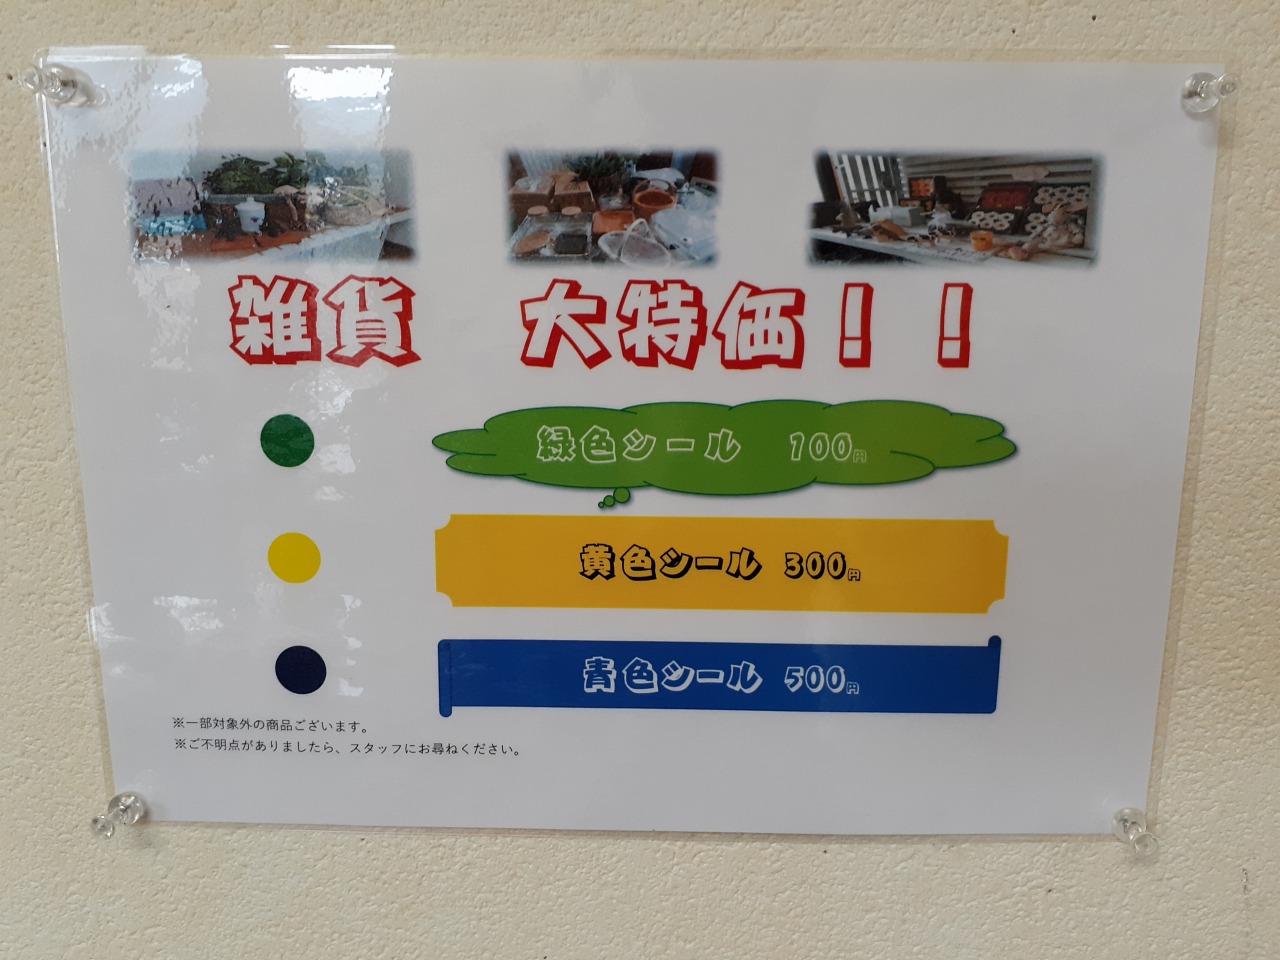 雑貨　大特価！！
緑色シール　100円
黄色シール 300円
青色シール 500円
※一部対象外の商品ございます。
※ご不明点がありましたら、スタッフにお尋ねください。